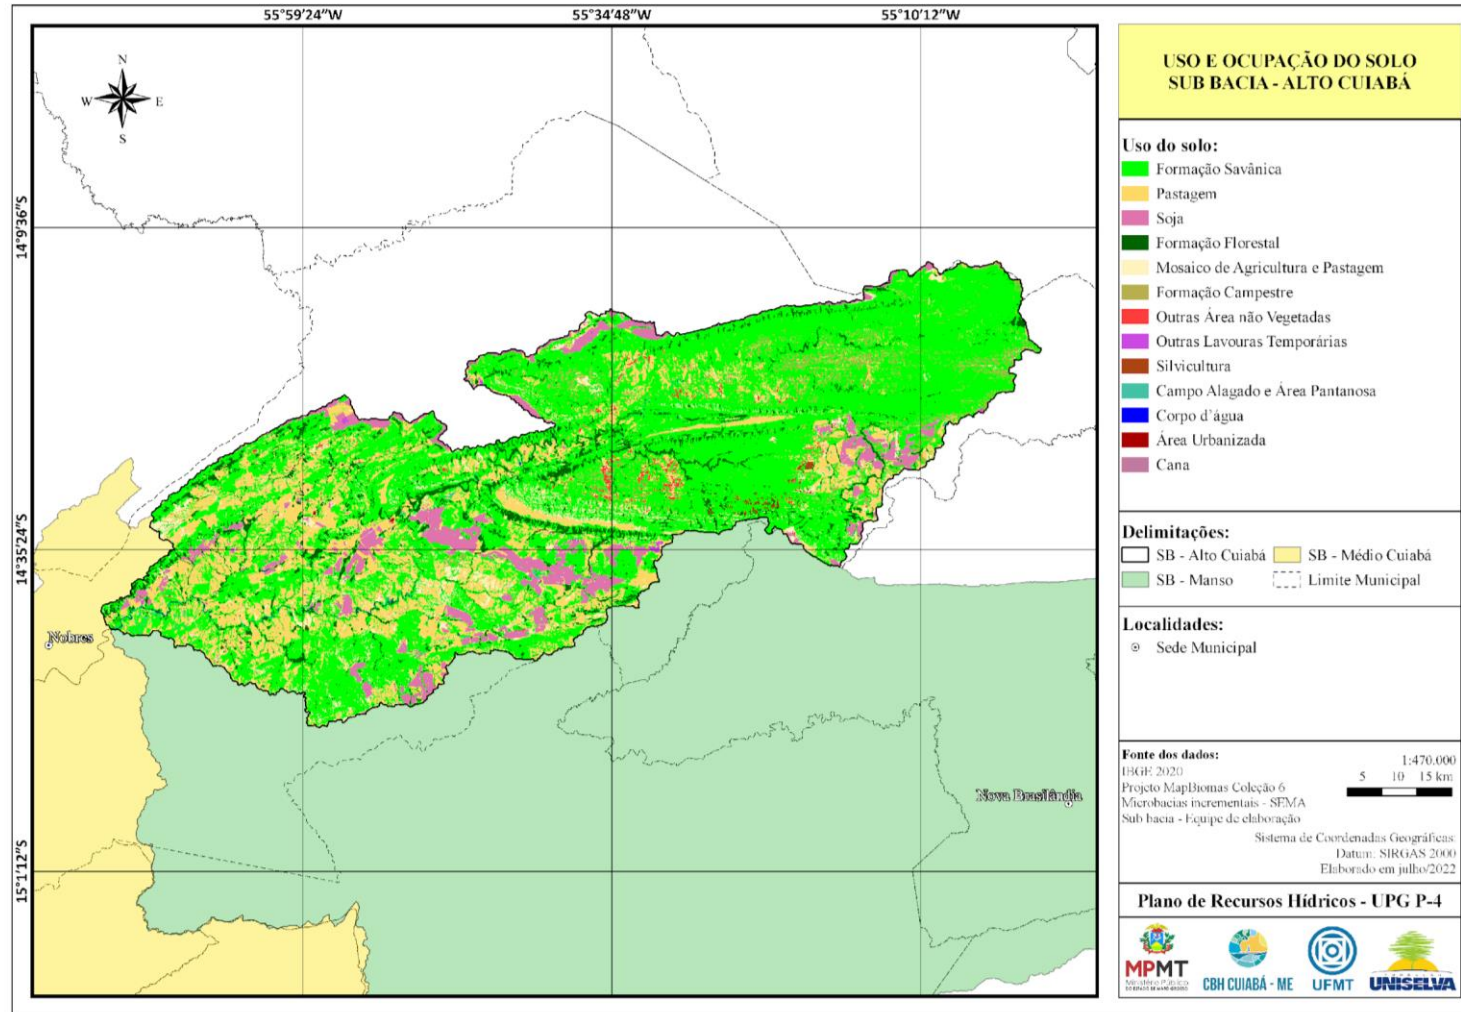 55°59'24"W
55°34'48"W
55°10'12"W
14°9'36"S
14°35'24"S
15°1'12"S
N
W
E
S
Nobres
Nova Brasilândia
USO E OCUPAÇÃO DO SOLO
SUB BACIA - ALTO CUIABÁ
Uso do solo:
Formação Savânica
Pastagem
Soja
Formação Florestal
Mosaico de Agricultura e Pastagem
Formação Campestre
Outras Área não Vegetadas
Outras Lavouras Temporárias
Silvicultura
Campo Alagado e Área Pantanosa
Corpo d'água
Área Urbanizada
Cana
Delimitações:
SB - Alto Cuiabá
SB - Médio Cuiabá
SB - Manso
Limite Municipal
Localidades:
Sede Municipal
Fonte dos dados:
IBGE 2020
Projeto MapBiomas Coleção 6
Microbacias incrementais - SEMA
Sub bacia - Equipe de elaboração
1:470.000
5 10 15 km
Sistema de Coordenadas Geográficas
Datum: SIRGAS 2000
Elaborado em julho/2022
Plano de Recursos Hídricos - UPG P-4
MPMT
Ministério Público
CBH CUIABÁ - ME
UFMT
UNISELVA